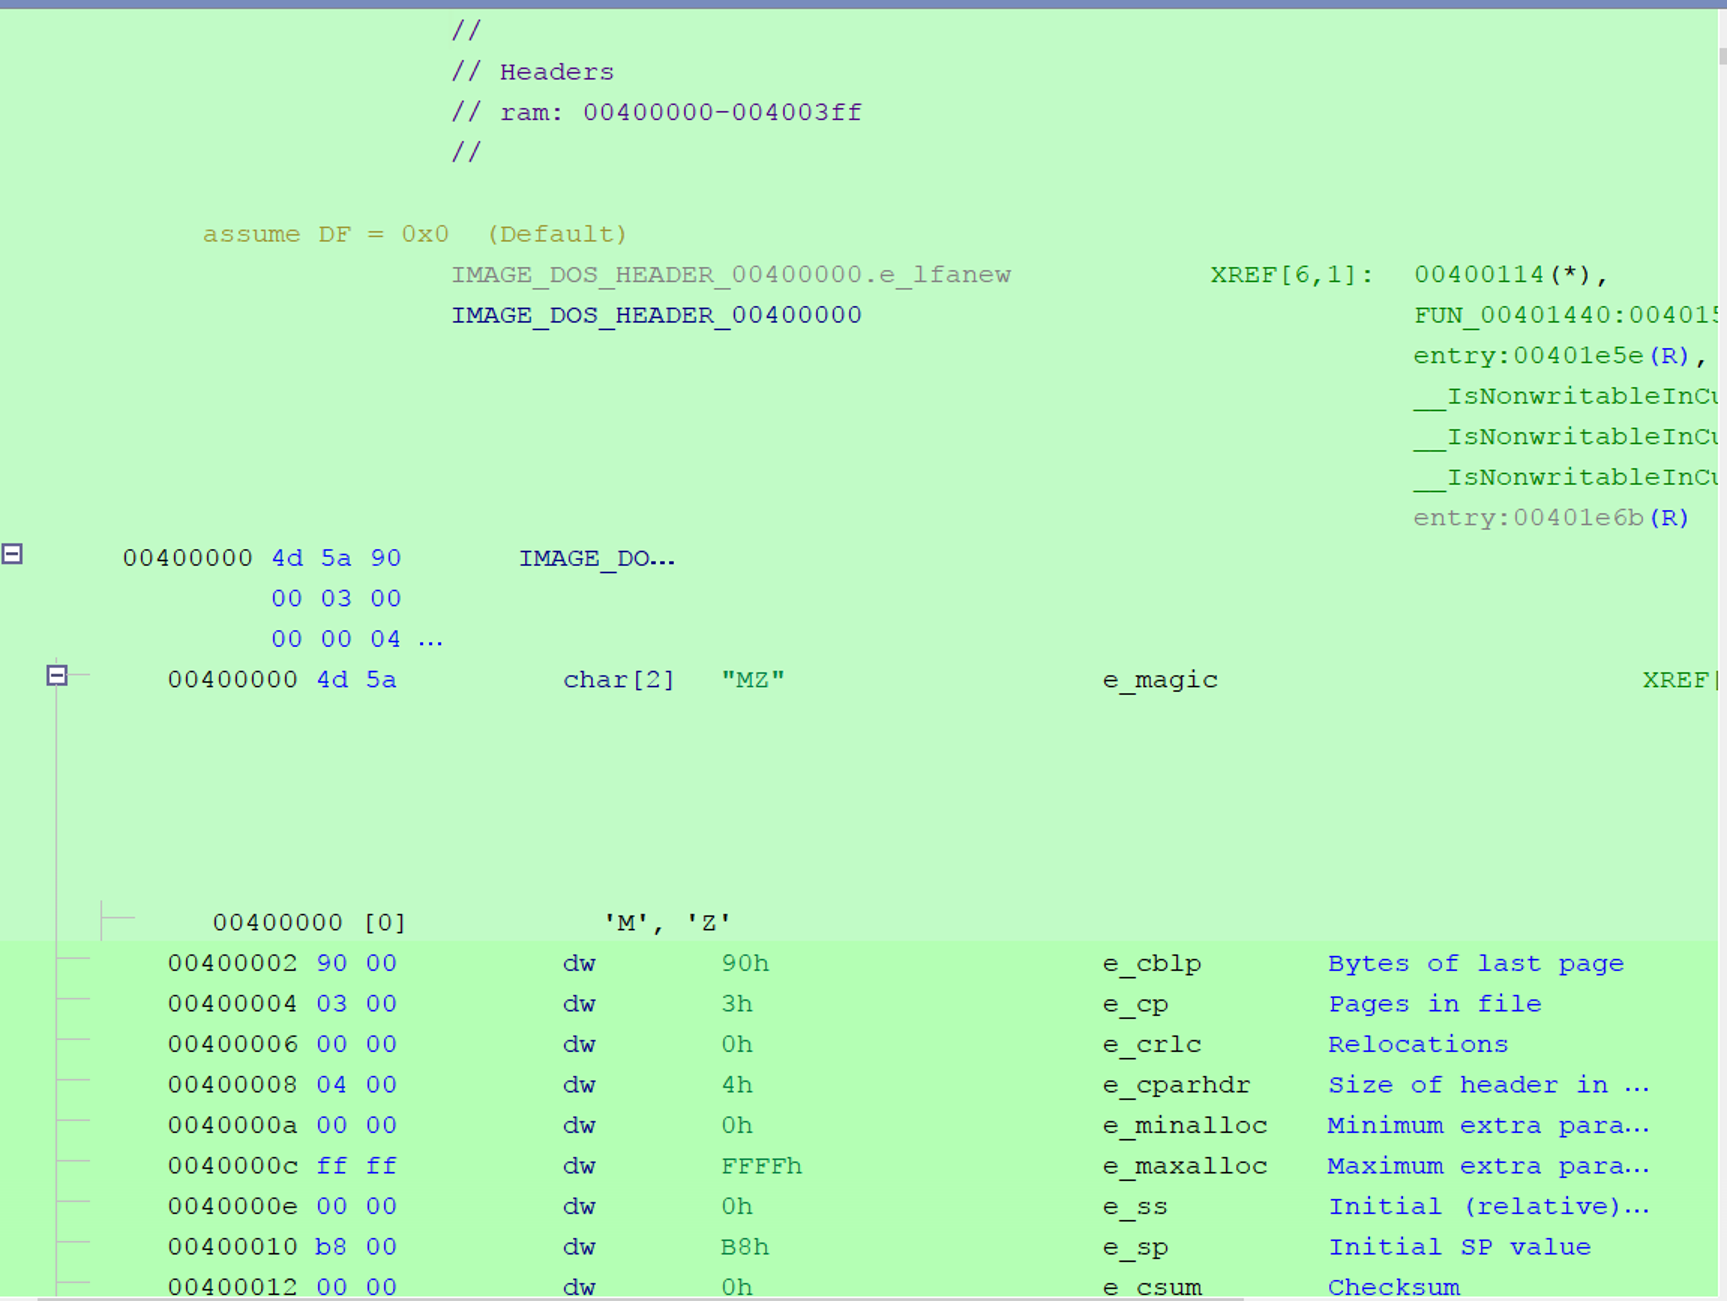 //
// Headers
// ram: 00400000-004003ff
//
assume DF = 0x0  (Default)
IMAGE_DOS_HEADER_00400000.e_lfanew XREF[6,1]: 00400114(*),
IMAGE_DOS_HEADER_00400000 FUN_00401440:004015
entry:00401e5e(R),
__IsNonwritableInCu
__IsNonwritableInCu
__IsNonwritableInCu
entry:00401e6b(R)
00400000 4d 5a 90 IMAGE_DO...
00 03 00
00 00 04 ...
00400000 4d 5a char[2] "MZ" e_magic XREF[
00400000 [0] 'M', 'Z'
00400002 90 00 dw 90h e_cblp Bytes of last page
00400004 03 00 dw 3h e_cp Pages in file
00400006 00 00 dw 0h e_crlc Relocations
00400008 04 00 dw 4h e_cparhdr Size of header in ...
0040000a 00 00 dw 0h e_minalloc Minimum extra para...
0040000c ff ff dw FFFFh e_maxalloc Maximum extra para...
0040000e 00 00 dw 0h e_ss Initial (relative)...
00400010 b8 00 dw B8h e_sp Initial SP value
00400012 00 00 dw 0h e_csum Checksum